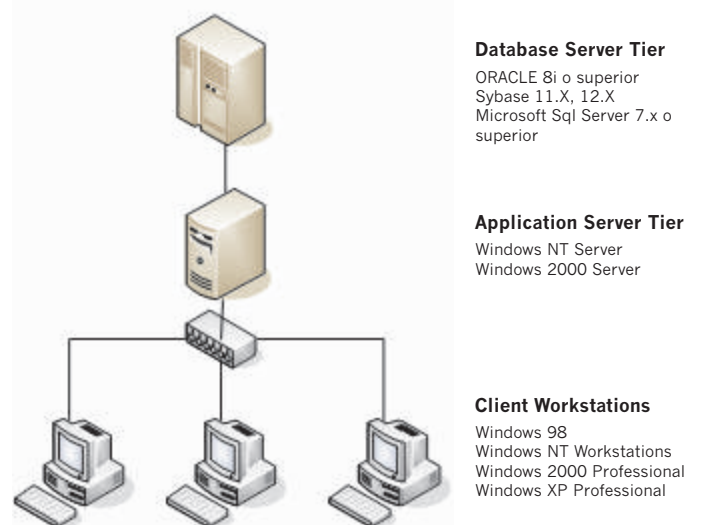 Database Server Tier
ORACLE 8i o superior
Sybase 11.X, 12.X
Microsoft Sql Server 7.x o
superior
Application Server Tier
Windows NT Server
Windows 2000 Server
Client Workstations
Windows 98
Windows NT Workstations
Windows 2000 Professional
Windows XP Professional